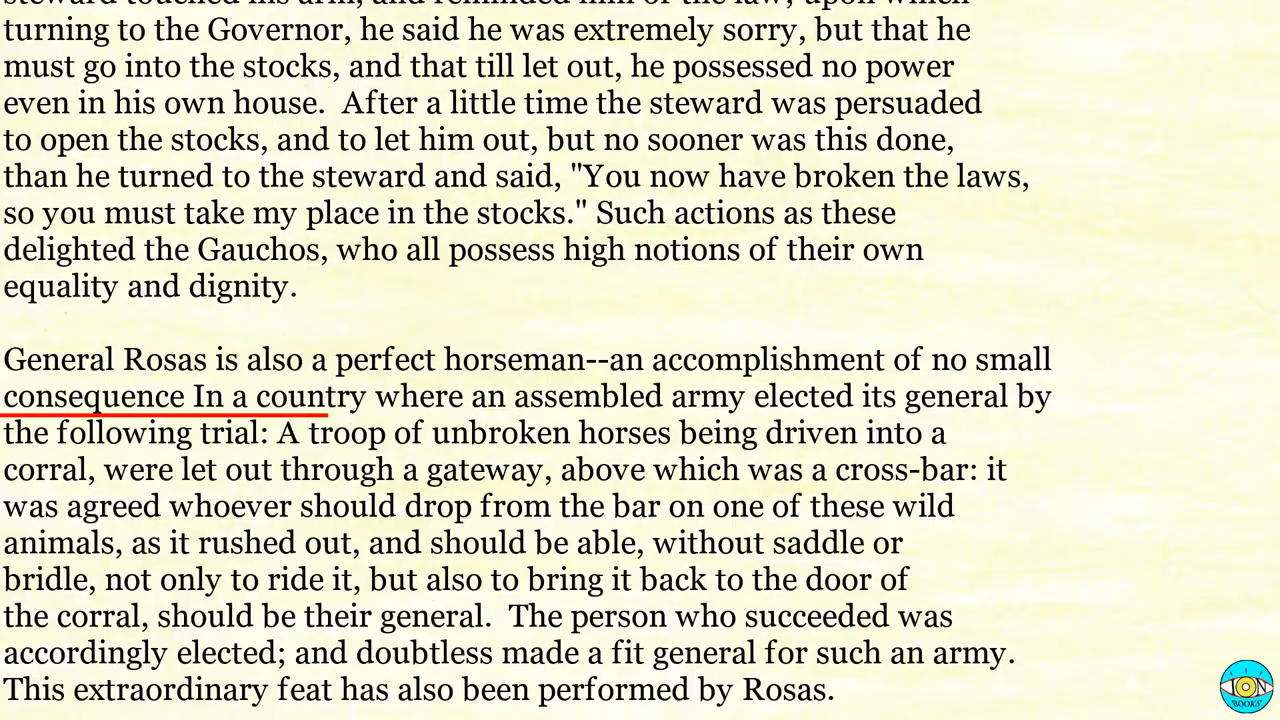 turning to the Governor, he said he was extremely sorry, but that he
must go into the stocks, and that till let out, he possessed no power
even in his own house.  After a little time the steward was persuaded
to open the stocks, and to let him out, but no sooner was this done,
than he turned to the steward and said, "You now have broken the laws,
so you must take my place in the stocks." Such actions as these
delighted the Gauchos, who all possess high notions of their own
equality and dignity.
General Rosas is also a perfect horseman--an accomplishment of no small
consequence In a country where an assembled army elected its general by
the following trial: A troop of unbroken horses being driven into a
corral, were let out through a gateway, above which was a cross-bar: it
was agreed whoever should drop from the bar on one of these wild
animals, as it rushed out, and should be able, without saddle or
bridle, not only to ride it, but also to bring it back to the door of
the corral, should be their general.  The person who succeeded was
accordingly elected; and doubtless made a fit general for such an army.
This extraordinary feat has also been performed by Rosas.
ION
BOOKS